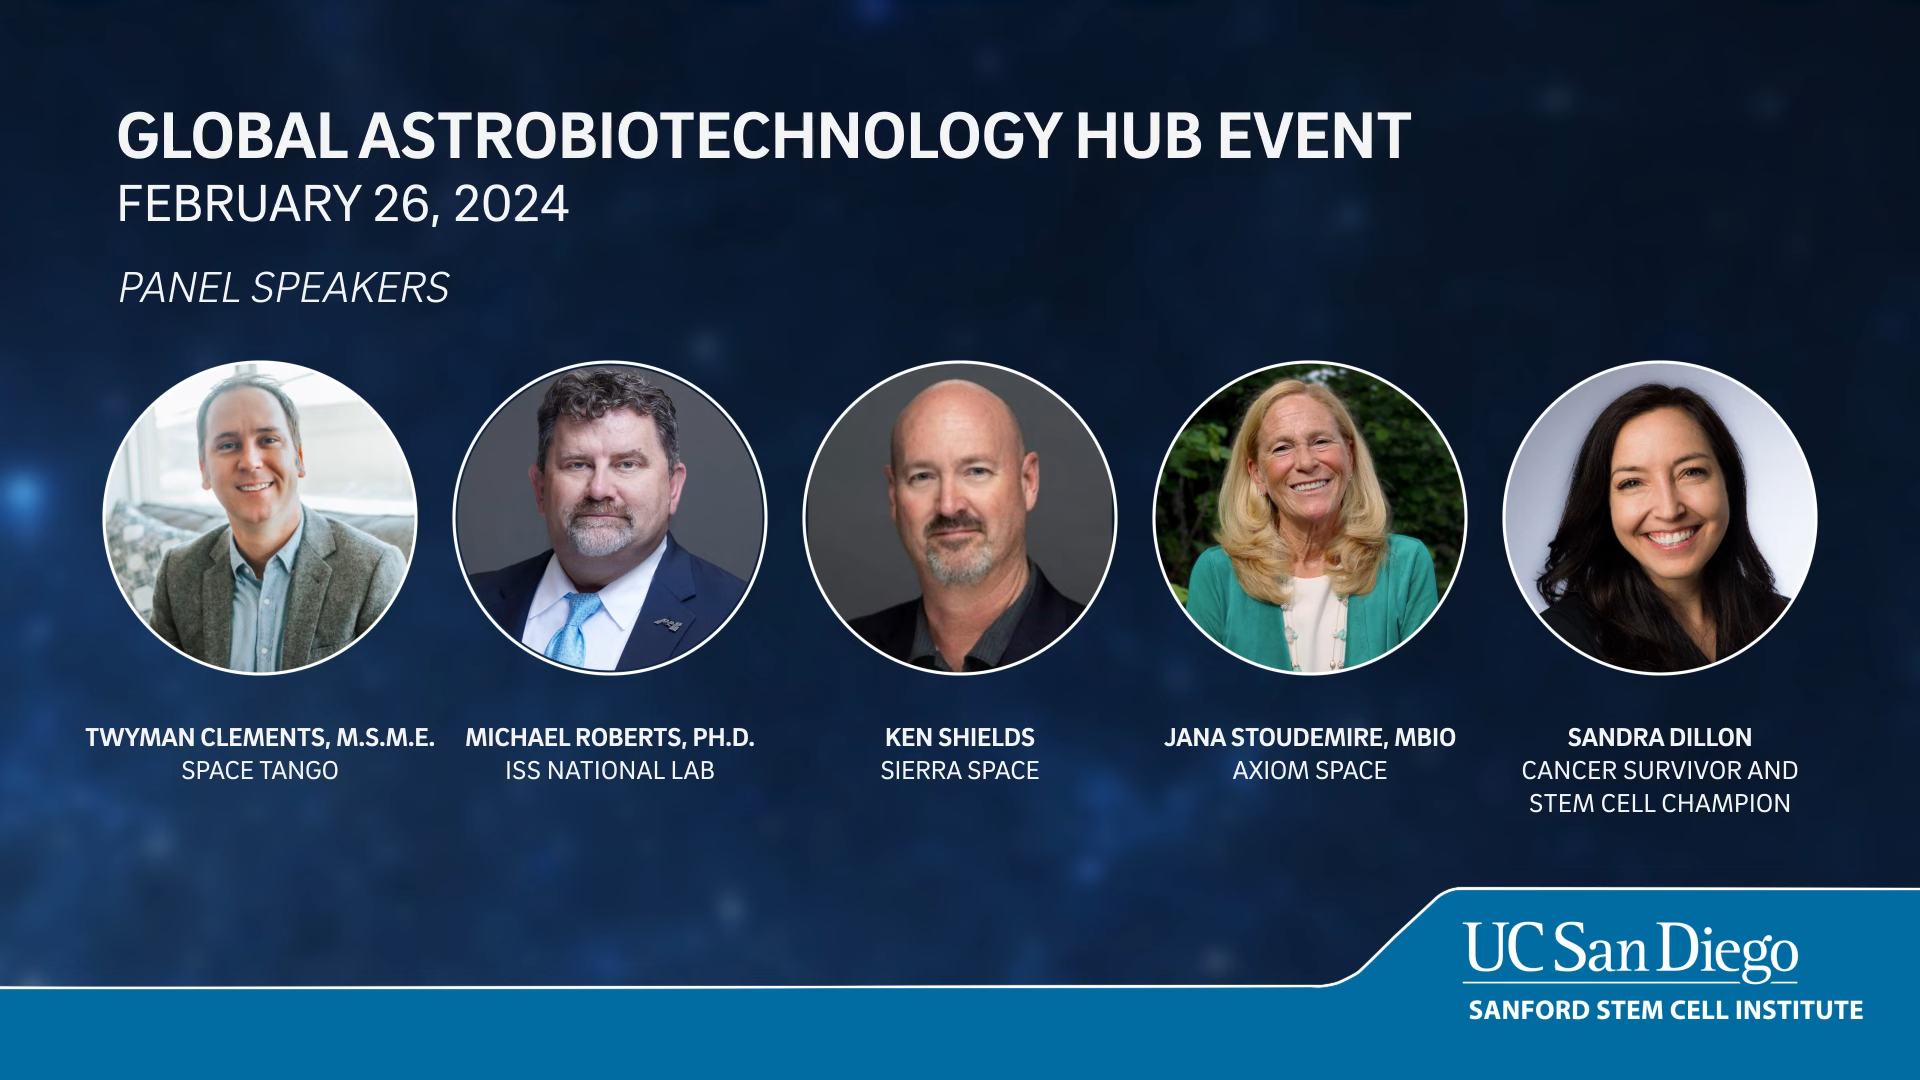 GLOBAL ASTROBIOTECHNOLOGY HUB EVENT
FEBRUARY 26, 2024
PANEL SPEAKERS
TWYMAN CLEMENTS, M.S.M.E.
SPACE TANGO
MICHAEL ROBERTS, PH.D.
ISS NATIONAL LAB
KEN SHIELDS
SIERRA SPACE
JANA STOUDEMIRE, MBIO
AXIOM SPACE
SANDRA DILLON
CANCER SURVIVOR AND
STEM CELL CHAMPION
UC San Diego
SANFORD STEM CELL INSTITUTE